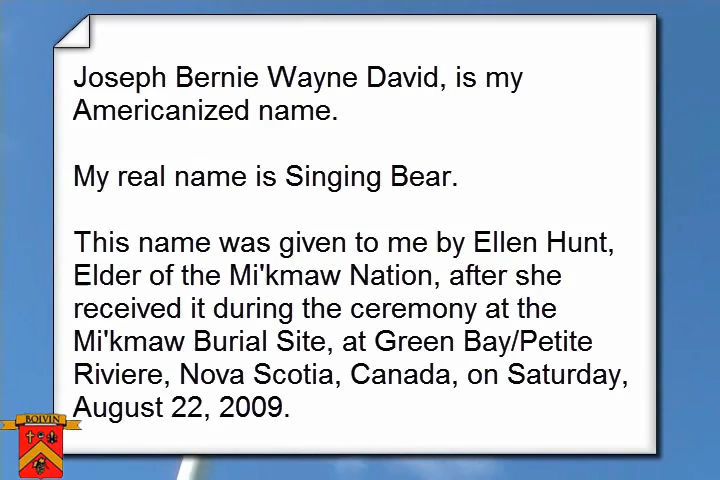 Joseph Bernie Wayne David, is my
Americanized name.
My real name is Singing Bear.
This name was given to me by Ellen Hunt,
Elder of the Mi'kmaw Nation, after she
received it during the ceremony at the
Mi'kmaw Burial Site, at Green Bay/Petite
Riviere, Nova Scotia, Canada, on Saturday,
August 22, 2009.
BOIVIN